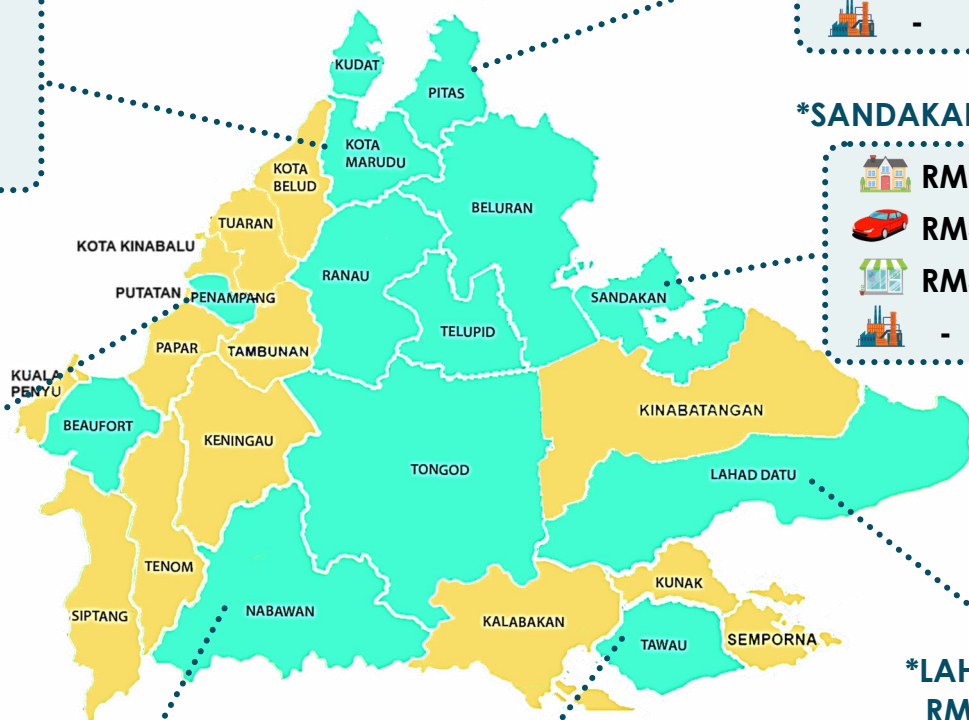 -
*SANDAKA
RM
RM
RM
-
KUDAT
PITAS
KOTA
MARUDU
KOTA
BELUD
BELURAN
TUARAN
KOTA KINABALU
RANAU
PUTATAN
PENAMPANG
SANDAKAN
TELUPID
PAPAR
TAMBUNAN
KUALA
PENYU
KINABATANGAN
BEAUFORT
KENINGAU
TONGOD
LAHAD DATU
TENOM
KUNAK
SIPTANG
NABAWAN
KALABAKAN
TAWAU
SEMPORNA
*LAH
RM